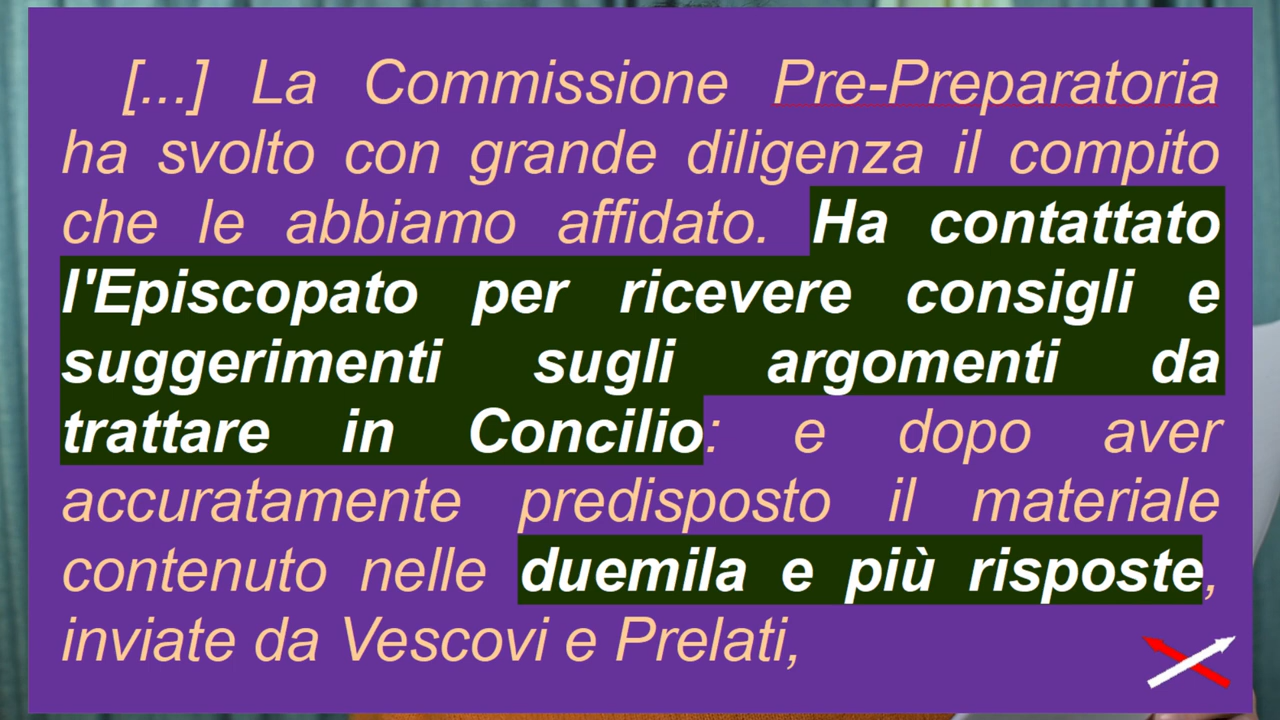 [...] La Commissione Pre-Preparatoria
ha svolto con grande diligenza il compito
che le abbiamo affidato. Ha contattato
l'Episcopato per ricevere consigli e
suggerimenti sugli argomenti da
trattare in Concilio: e dopo aver
accuratamente predisposto il materiale
contenuto nelle duemila e più risposte,
inviate da Vescovi e Prelati,